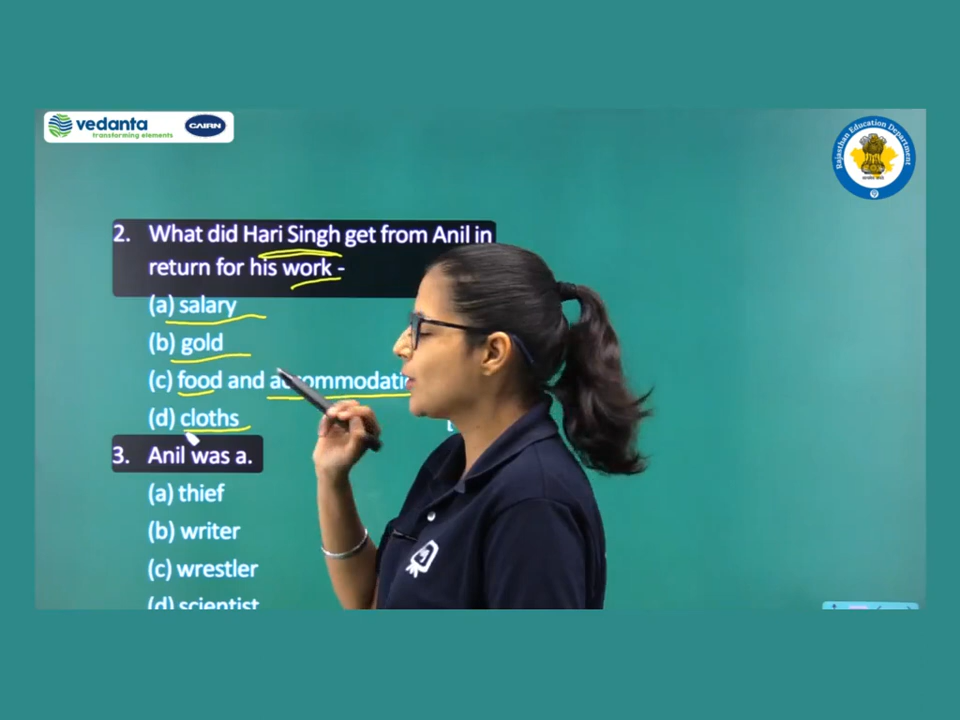 vedanta
transforming elements
CAIRN
Rajasthan Education Department
2. What did Hari Singh get from Anil in
return for his work -
(a) salary
(b) gold
(c) food and
(d) cloths
3. Anil was a.
(a) thief
(b) writer
(c) wrestler
(d) scientist